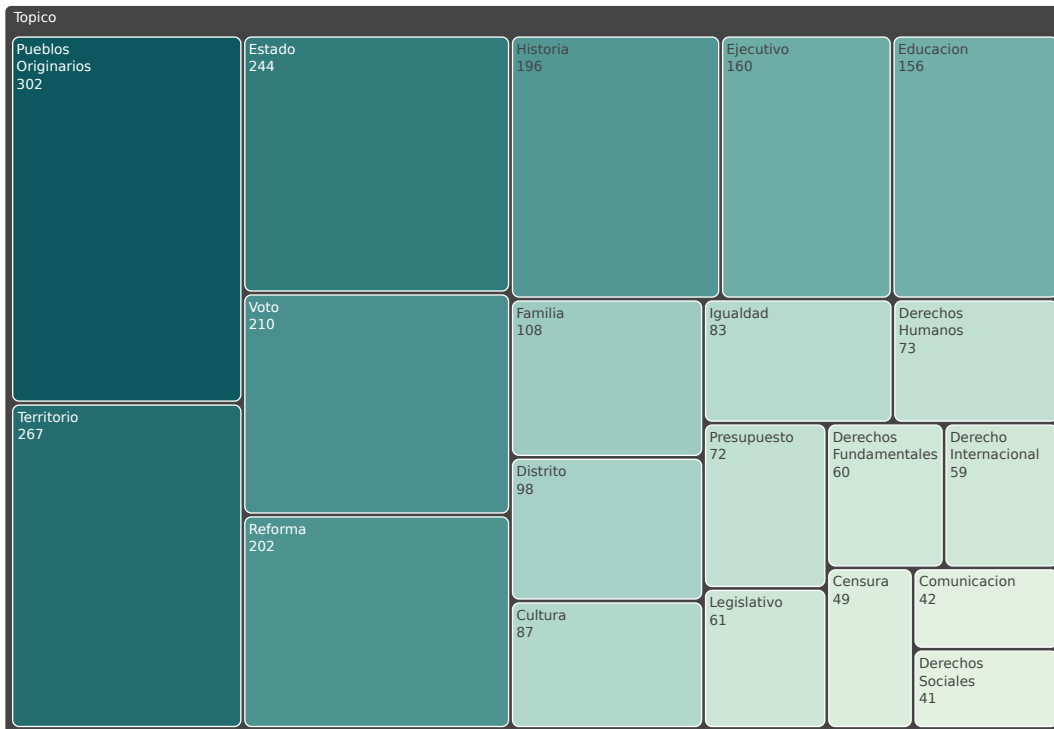 Topico
Pueblos
Originarios
302
Territorio
267
Estado
244
Voto
210
Reforma
202
Historia
196
Ejecutivo
160
Educacion
156
Familia
108
Distrito
98
Cultura
87
Igualdad
83
Derechos
Humanos
73
Presupuesto
72
Legislativo
61
Derechos
Fundamentales
60
Derecho
Internacional
59
Censura
49
Comunicacion
42
Derechos
Sociales
41